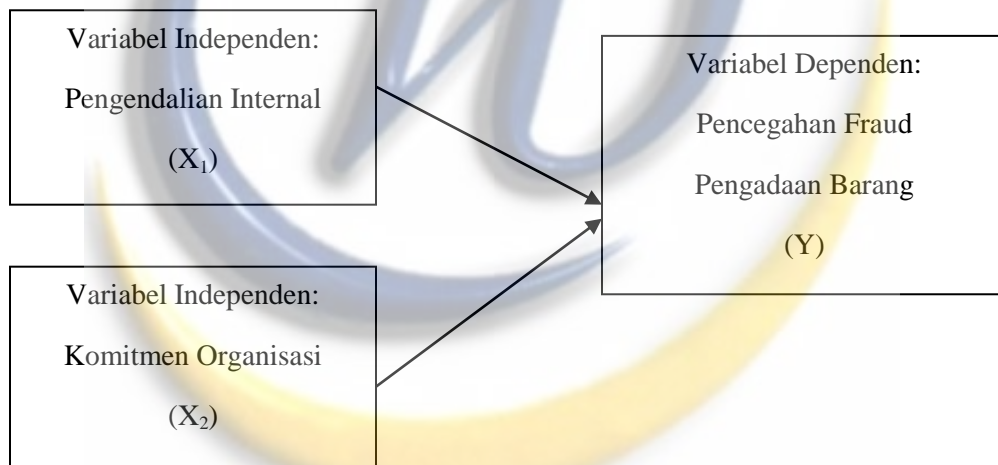 Variabel Independen:
Pengendalian Internal
(X₁)
Variabel Independen:
Komitmen Organisasi
(X₂)
Variabel Dependen:
Pencegahan Fraud
Pengadaan Barang
(Y)